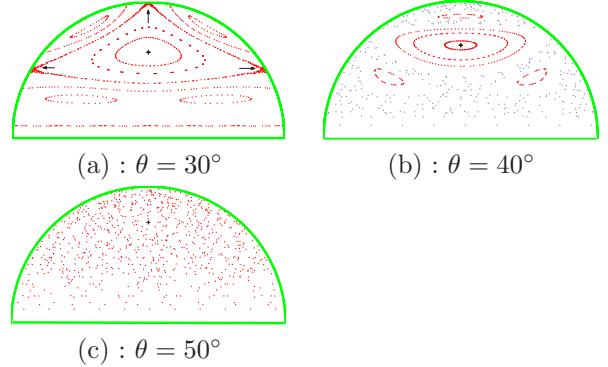 (a) : θ = 30°
(b) : θ = 40°
(c) : θ = 50°